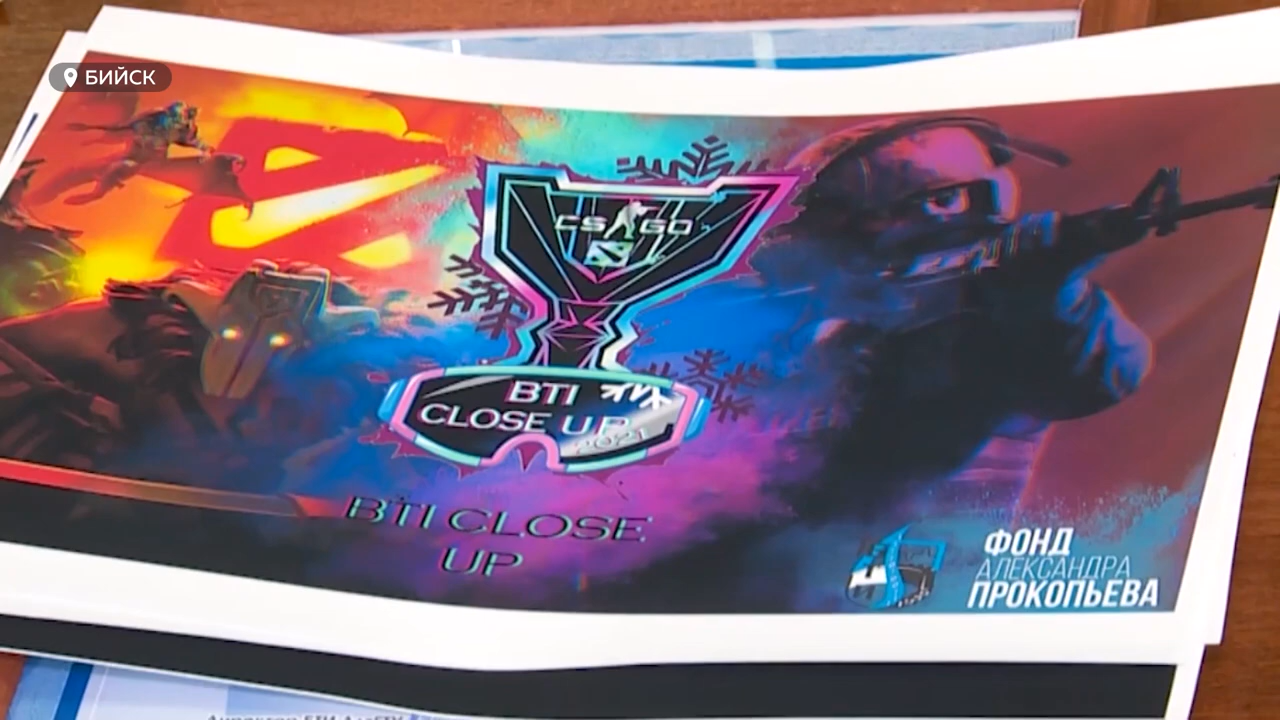 БИЙСК
CS GO
BTI
CLOSE UP
2021
BTI CLOSE
UP
ФОНД
АЛЕКСАНДРА
ПРОКОПЬЕВА